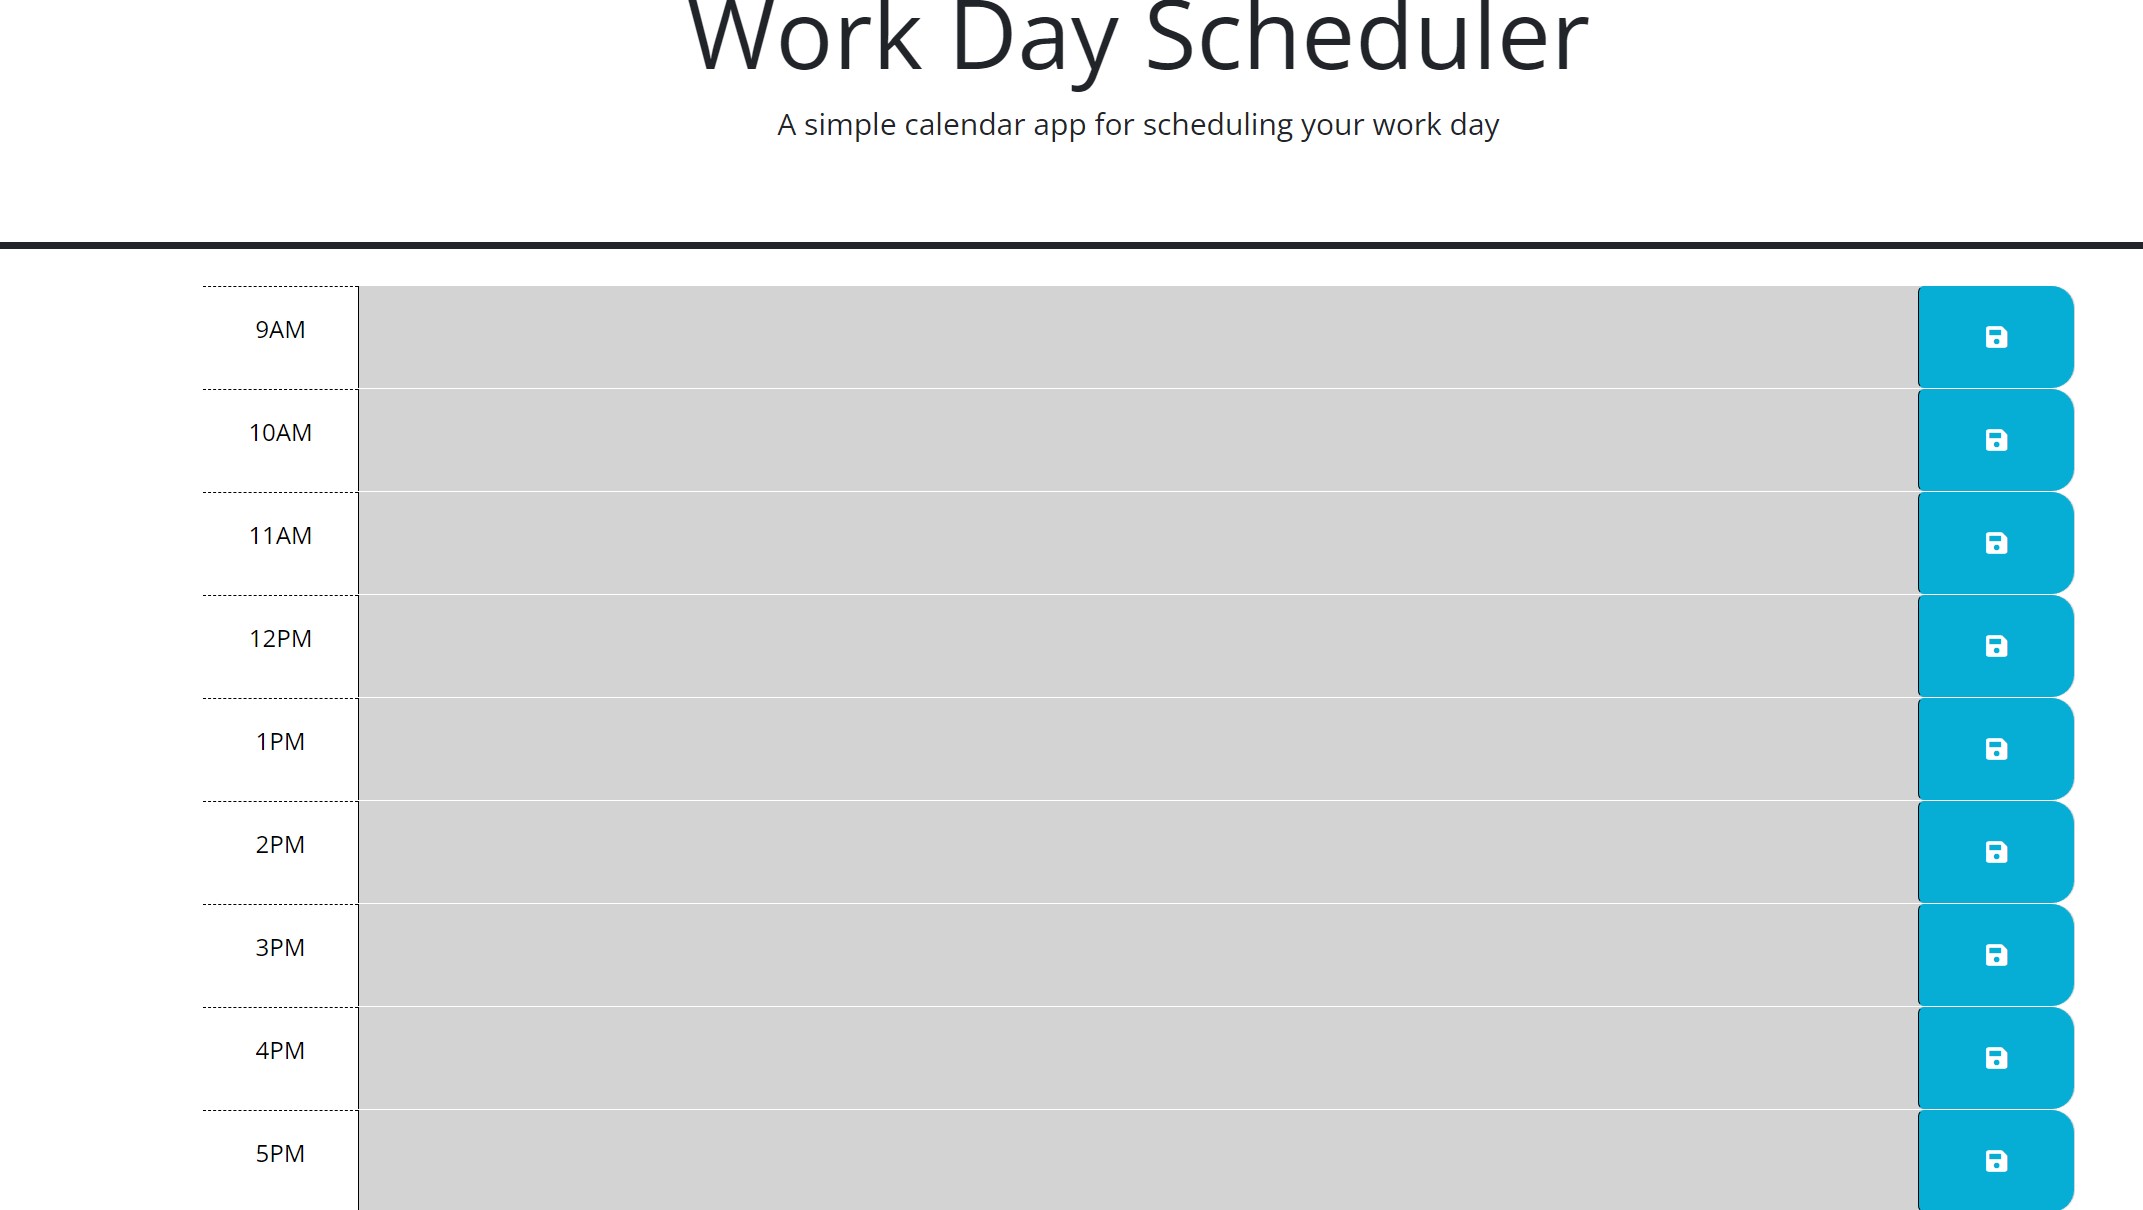 Work Day Scheduler
A simple calendar app for scheduling your work day
9AM
10AM
11AM
12PM
1PM
2PM
3PM
4PM
5PM